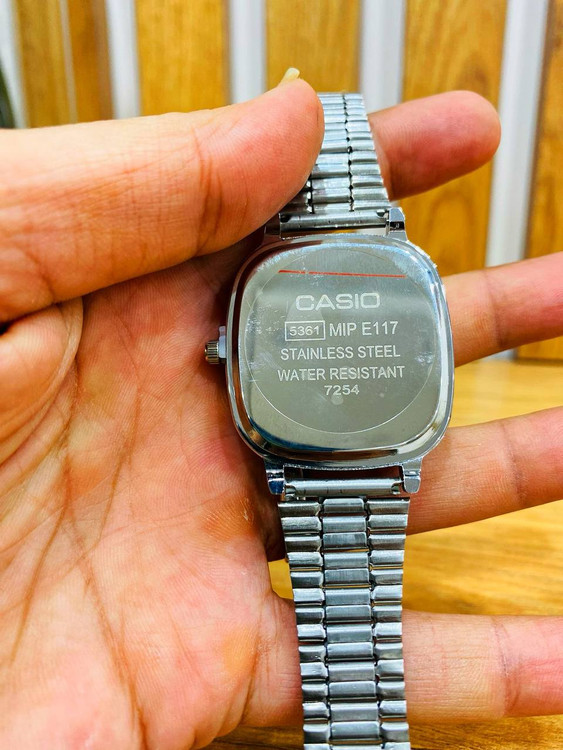 CASIO
5361 MIP E117
STAINLESS STEEL
WATER RESISTANT
7254